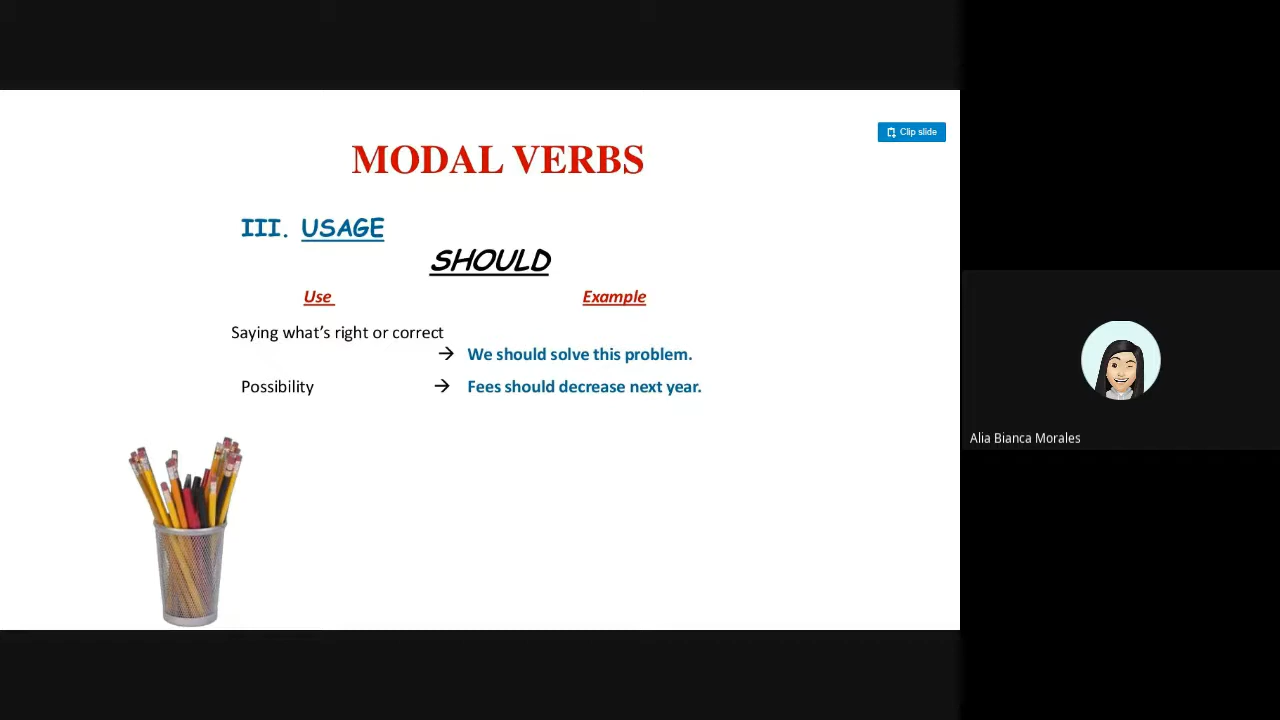 Clip slide
MODAL VERBS
III. USAGE
SHOULD
Use Example
Saying what's right or correct
→ We should solve this problem.
Possibility → Fees should decrease next year.
Alia Bianca Morales